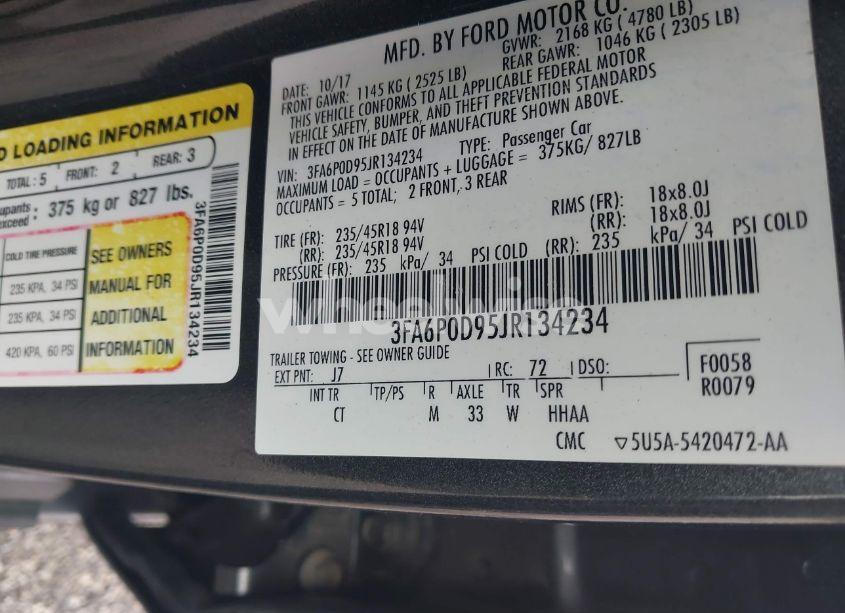 D LOADING INFORMATION
TOTAL: 5 FRONT: 2 REAR: 3
upants
exceed: 375 kg or 827 lbs.
COLD TIRE PRESSURE
235 KPA, 34 PSI
235 KPA, 34 PSI
420 KPA, 60 PSI
SEE OWNERS
MANUAL FOR
ADDITIONAL
INFORMATION
3FA6P0D95JR134234
MFD. BY FORD MOTOR CO.
DATE: 10/17 GVWR: 2168 KG (4780 LB)
FRONT GAWR: 1145 KG (2525 LB) REAR GAWR: 1046 KG (2305 LB)
THIS VEHICLE CONFORMS TO ALL APPLICABLE FEDERAL MOTOR
VEHICLE SAFETY, BUMPER, AND THEFT PREVENTION STANDARDS
IN EFFECT ON THE DATE OF MANUFACTURE SHOWN ABOVE.
VIN: 3FA6P0D95JR134234 TYPE: Passenger Car
MAXIMUM LOAD = OCCUPANTS + LUGGAGE = 375KG/ 827LB
OCCUPANTS = 5 TOTAL; 2 FRONT, 3 REAR
TIRE (FR): 235/45R18 94V RIMS (FR): 18x8.0J
(RR): 235/45R18 94V (RR): 18x8.0J
PRESSURE (FR): 235 kPa/ 34 PSI COLD (RR): 235 kPa/ 34 PSI COLD
wheelwise
3FA6P0D95JR134234
TRAILER TOWING - SEE OWNER GUIDE
EXT PNT: J7 RC: 72 DSO: F0058
R0079
INT TR TP/PS R AXLE TR SPR
CT M 33 W HHAA
CMC ▽5U5A-5420472-AA